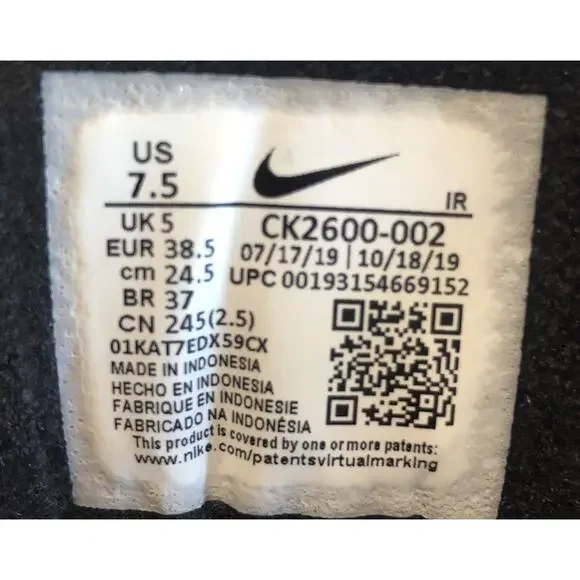 US
7.5
IR
UK 5
CK2600-002
EUR 38.5
07/17/19 | 10/18/19
cm 24.5
UPC 00193154669152
BR 37
CN 245(2.5)
01KAT7EDX59CX
MADE IN INDONESIA
HECHO EN INDONESIA
FABRIQUE EN INDONESIE
FABRICADO NA INDONÉSIA
This product is covered by one or more patents:
www.nike.com/patentsvirtualmarking